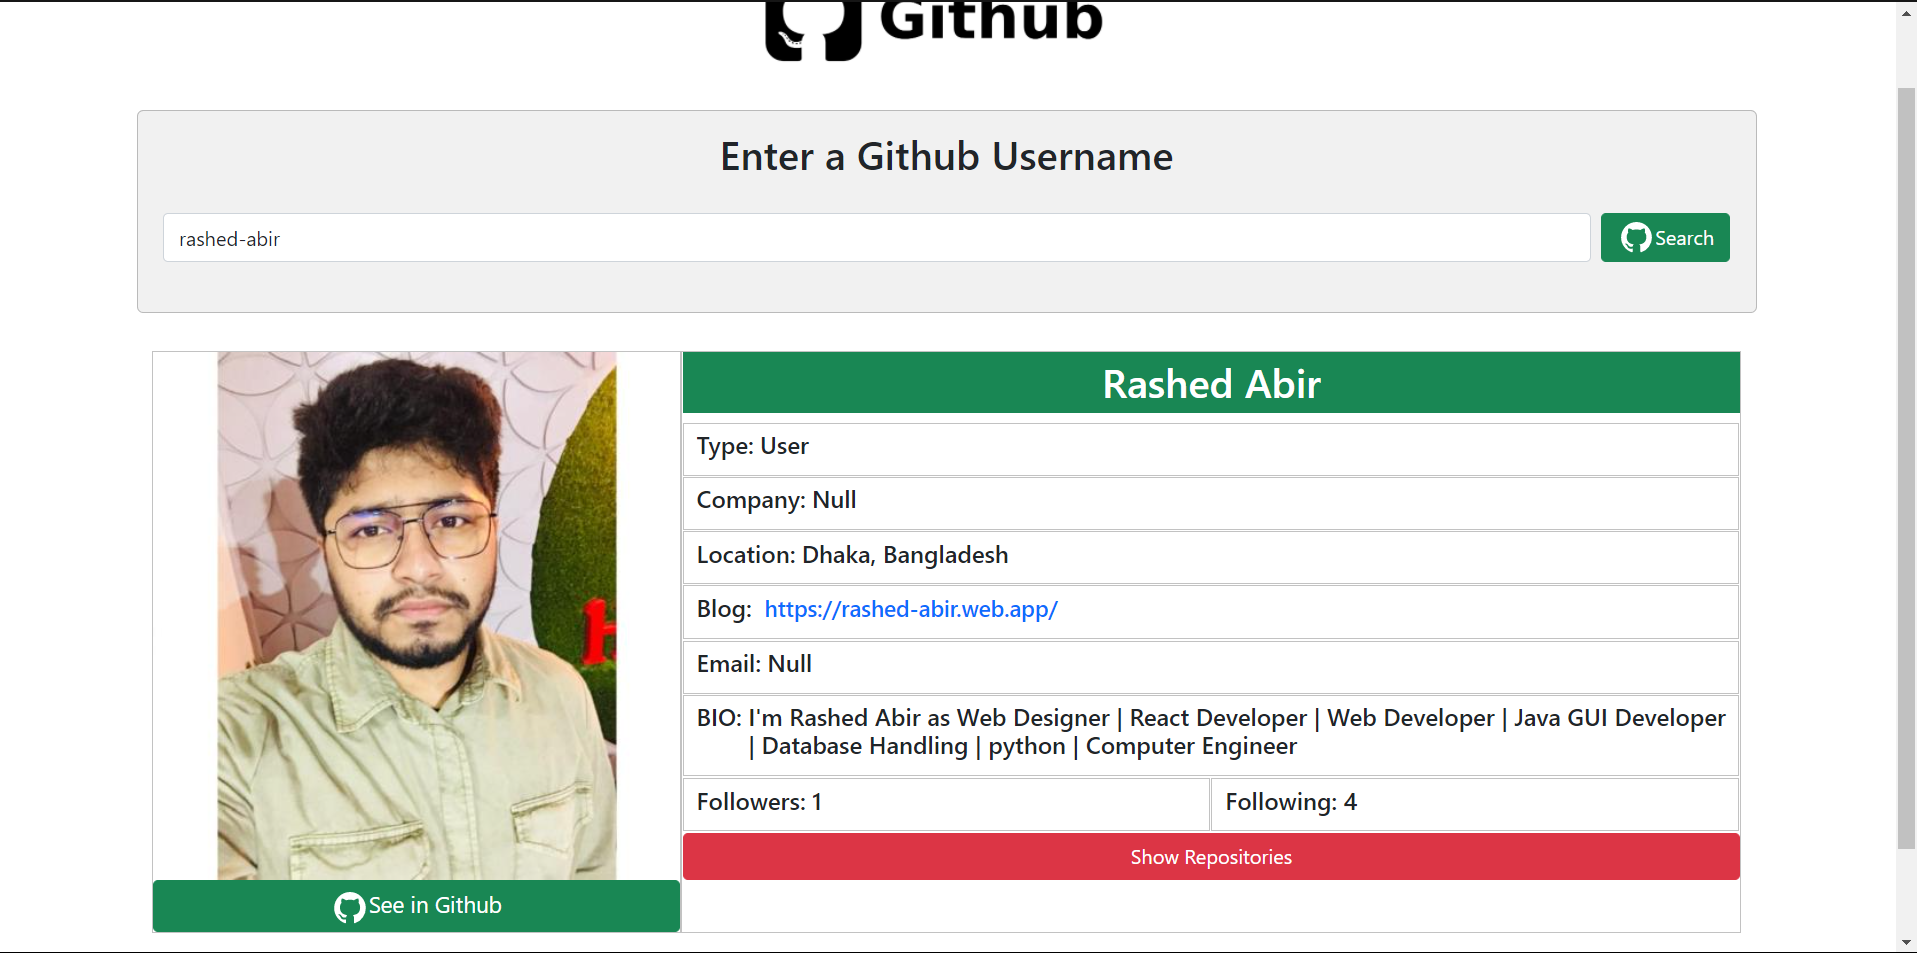 Github
Enter a Github Username
rashed-abir
Search
Rashed Abir
Type: User
Company: Null
Location: Dhaka, Bangladesh
Blog: https://rashed-abir.web.app/
Email: Null
BIO: I'm Rashed Abir as Web Designer | React Developer | Web Developer | Java GUI Developer
| Database Handling | python | Computer Engineer
Followers: 1
Following: 4
Show Repositories
See in Github